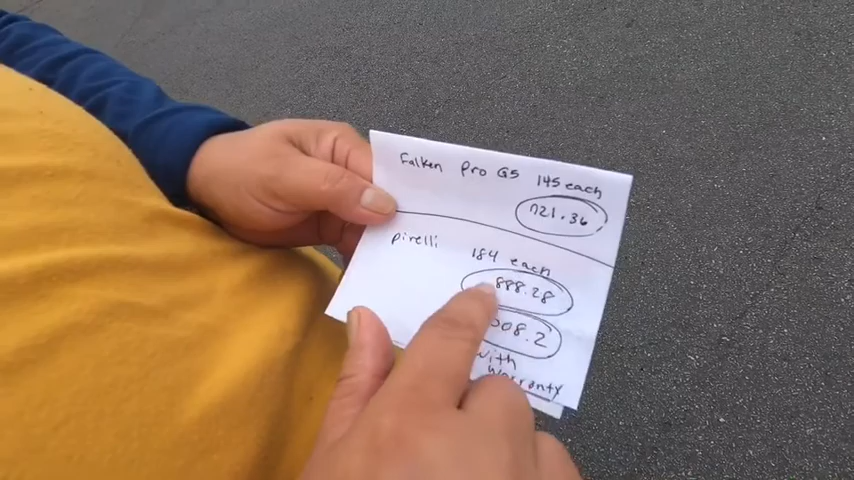 Falken Pro G5 145 each
721.36
pirelli 184 each
888.28
008.2
with
warranty